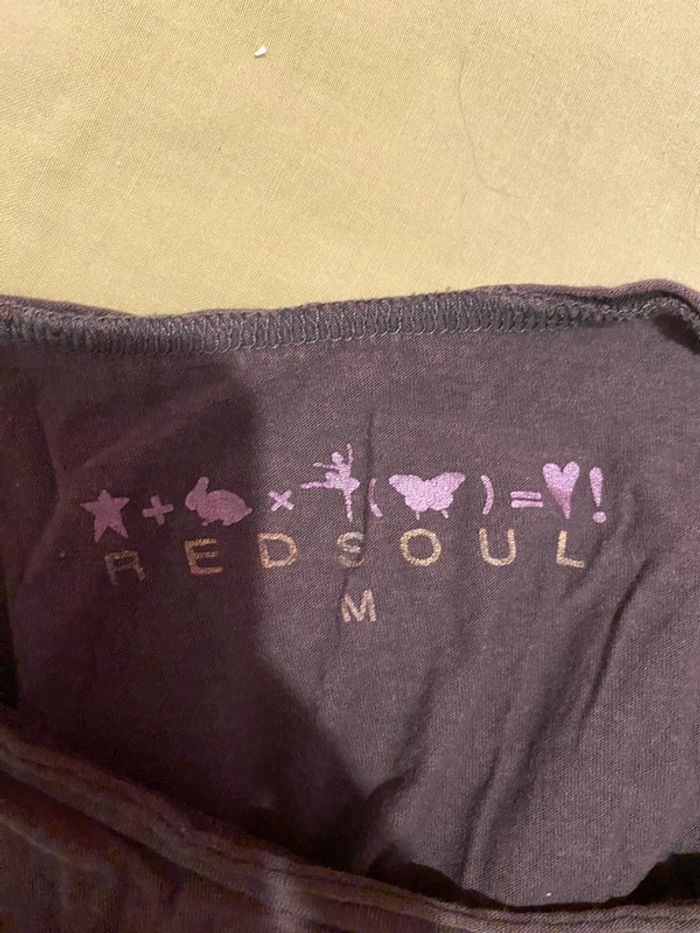 + × ( ) = !
REDSOUL
M